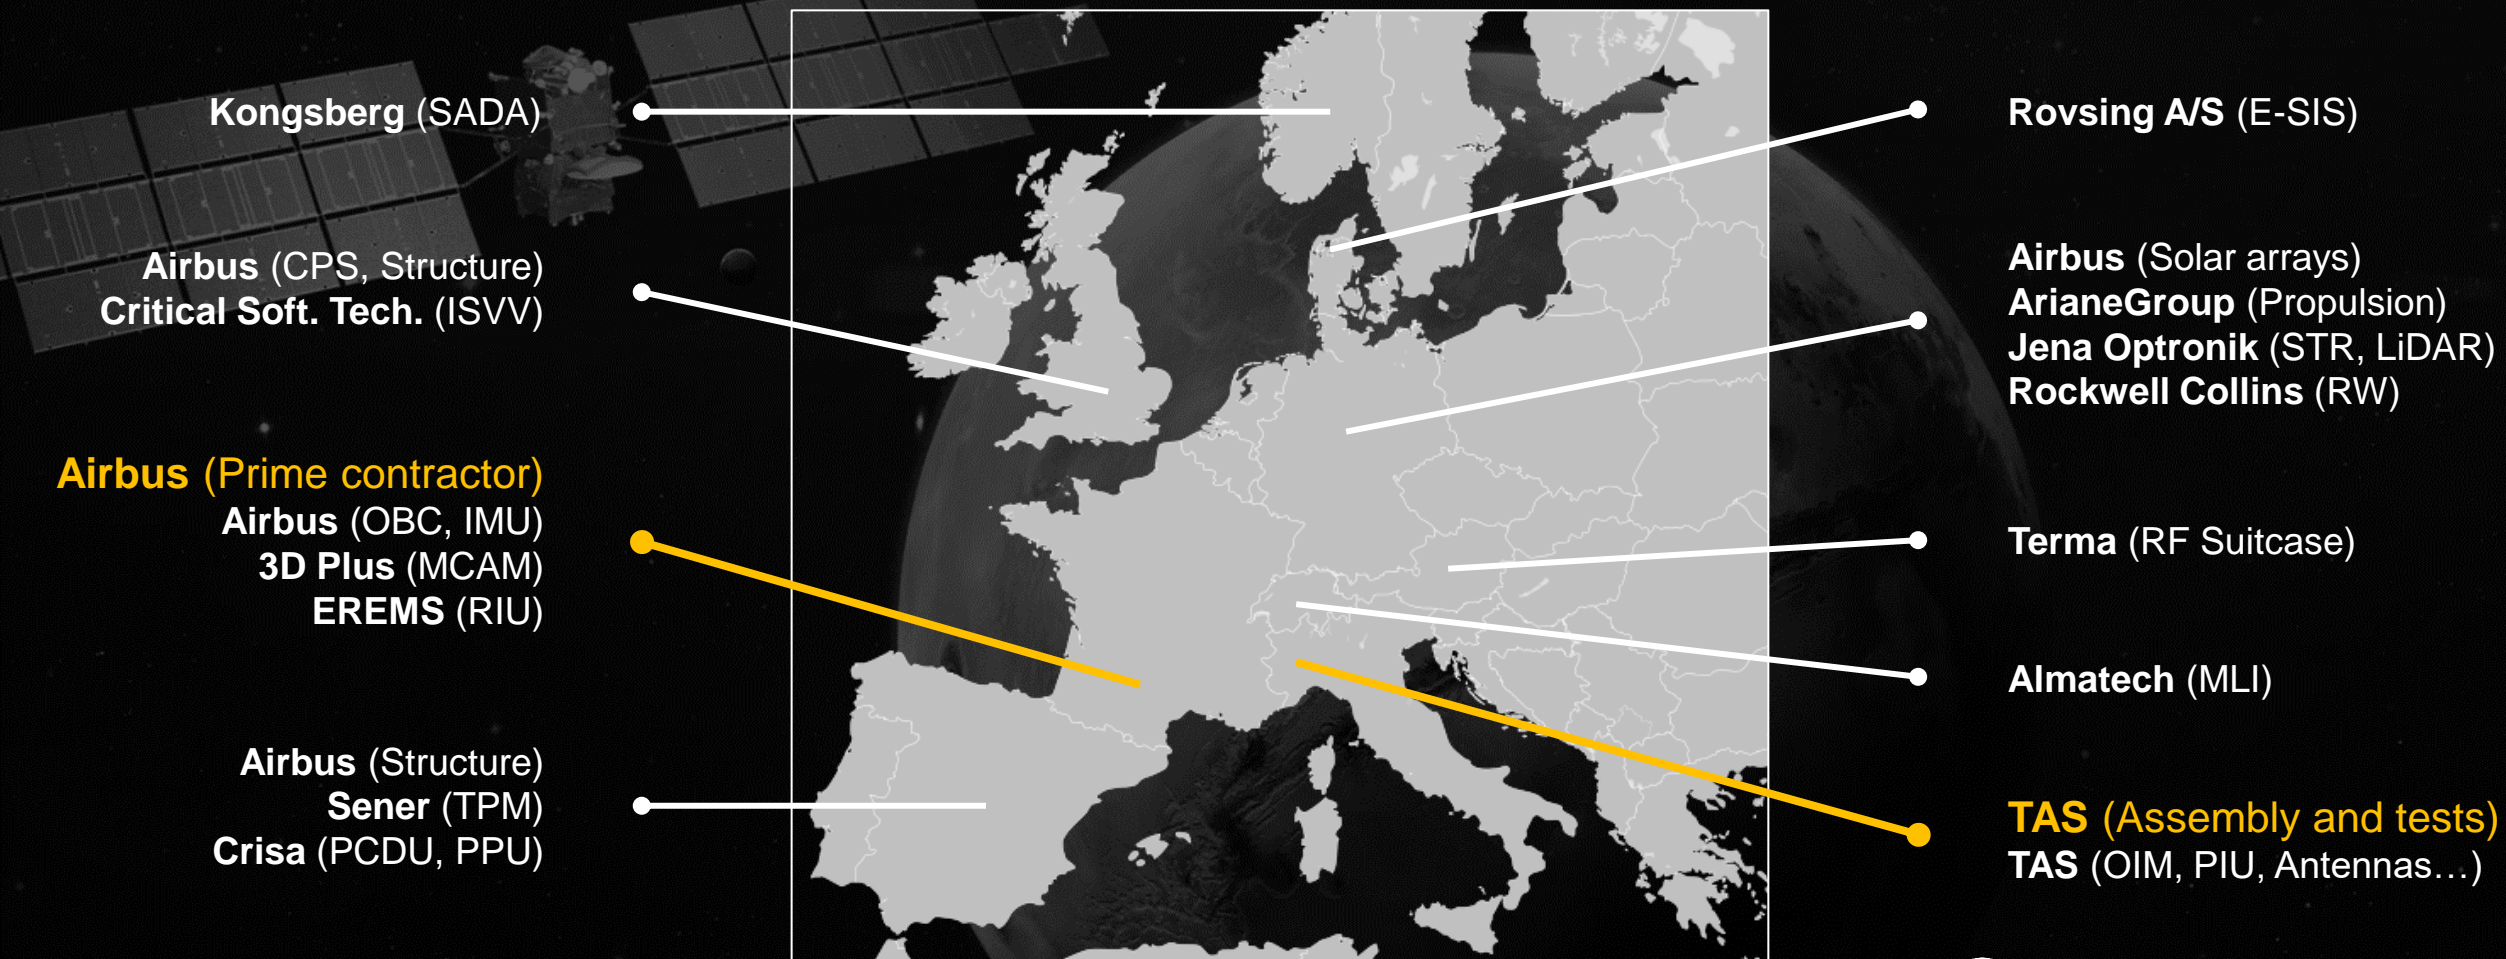 Kongsberg (SADA)
Airbus (CPS, Structure)
Critical Soft. Tech. (ISVV)
Airbus (Prime contractor)
Airbus (OBC, IMU)
3D Plus (MCAM)
EREMS (RIU)
Airbus (Structure)
Sener (TPM)
Crisa (PCDU, PPU)
Rovsing A/S (E-SIS)
Airbus (Solar arrays)
ArianeGroup (Propulsion)
Jena Optronik (STR, LiDAR)
Rockwell Collins (RW)
Terma (RF Suitcase)
Almatech (MLI)
TAS (Assembly and tests)
TAS (OIM, PIU, Antennas…)